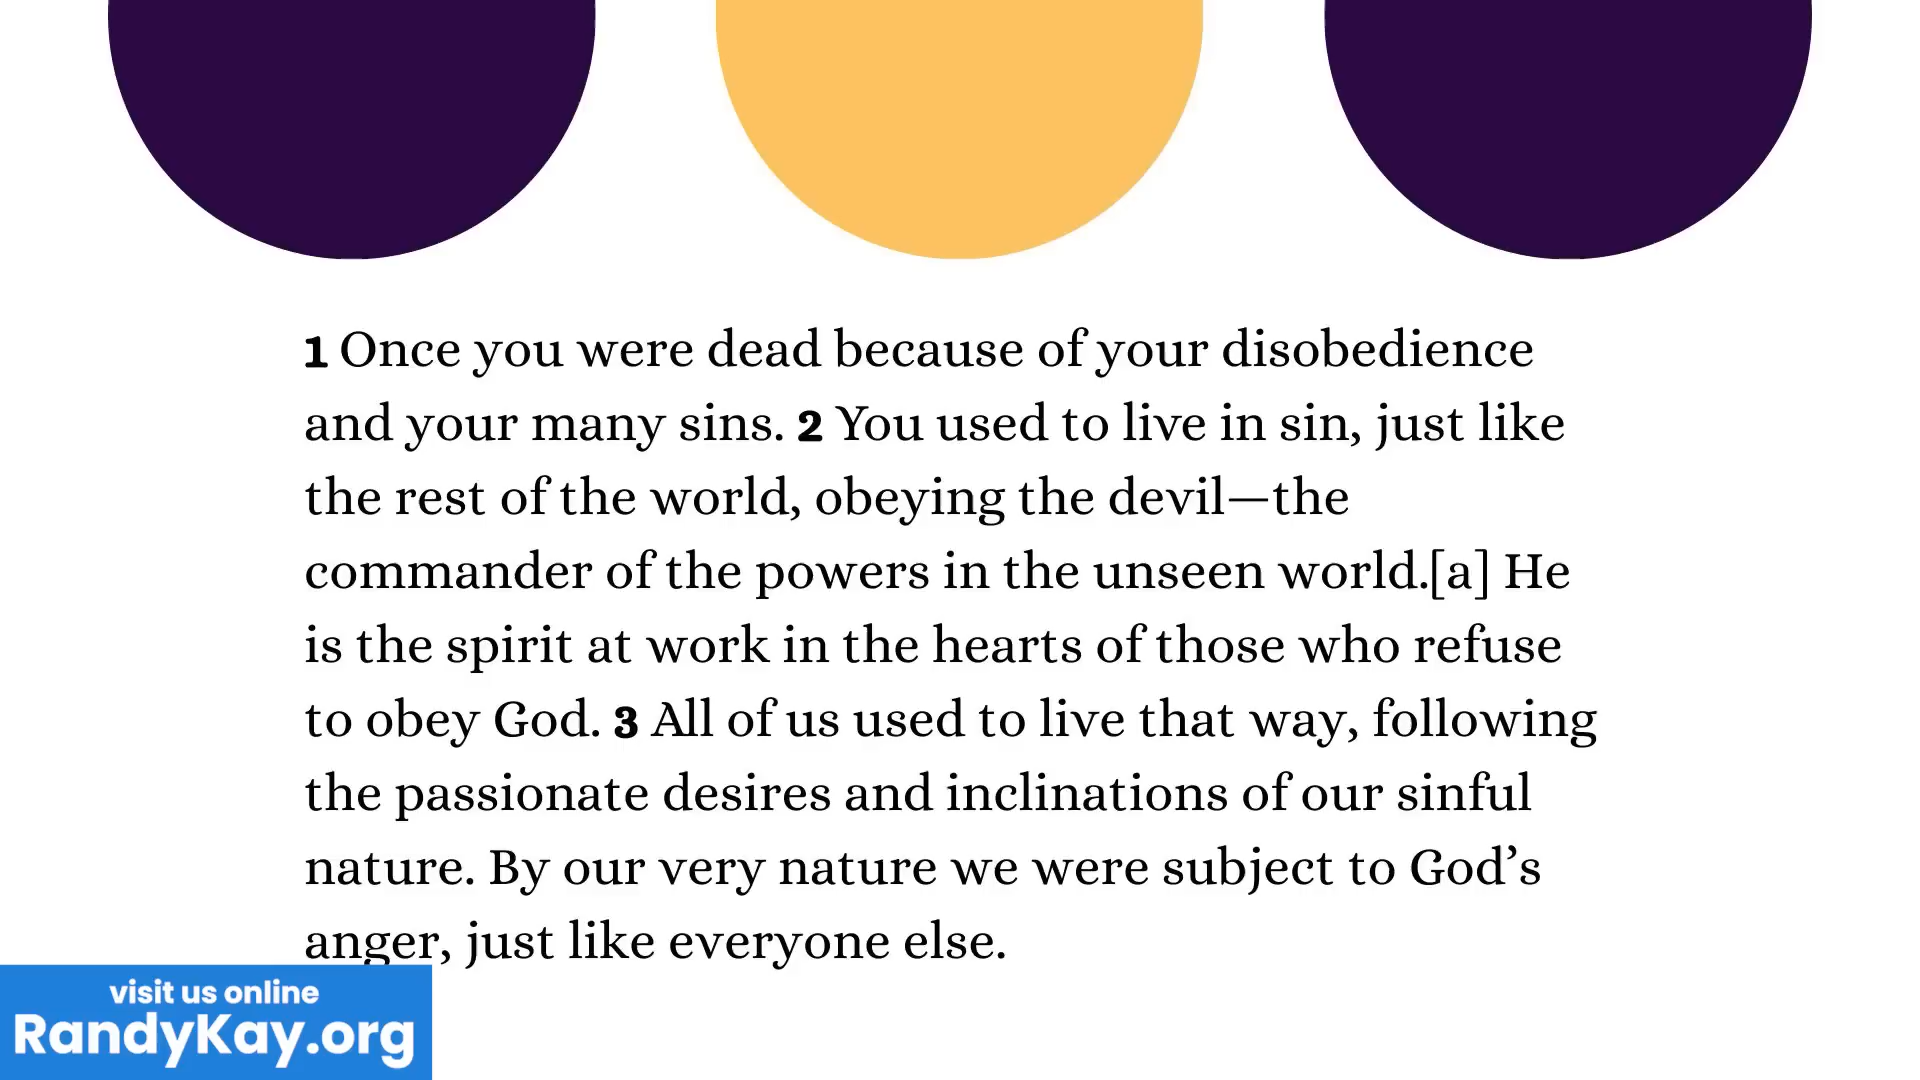 1 Once you were dead because of your disobedience
and your many sins. 2 You used to live in sin, just like
the rest of the world, obeying the devil—the
commander of the powers in the unseen world.[a] He
is the spirit at work in the hearts of those who refuse
to obey God. 3 All of us used to live that way, following
the passionate desires and inclinations of our sinful
nature. By our very nature we were subject to God’s
anger, just like everyone else.
visit us online
RandyKay.org